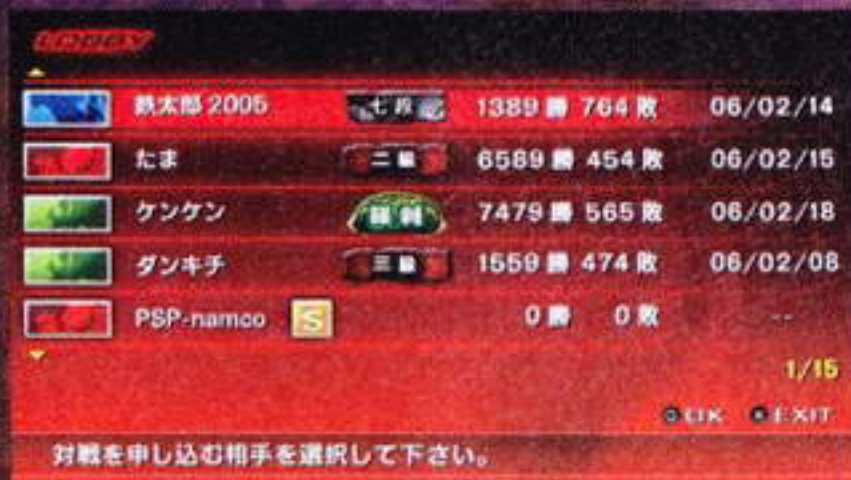 LOBBY
鉄太郎2005 七段 1389勝 764敗 06/02/14
たま 二級 6589勝 454敗 06/02/15
ケンケン 羅刹 7479勝 565敗 06/02/18
ダンキチ 三級 1559勝 474敗 06/02/08
PSP-namco S 0勝 0敗 --
1/15
OK EXIT
対戦を申し込む相手を選択して下さい。